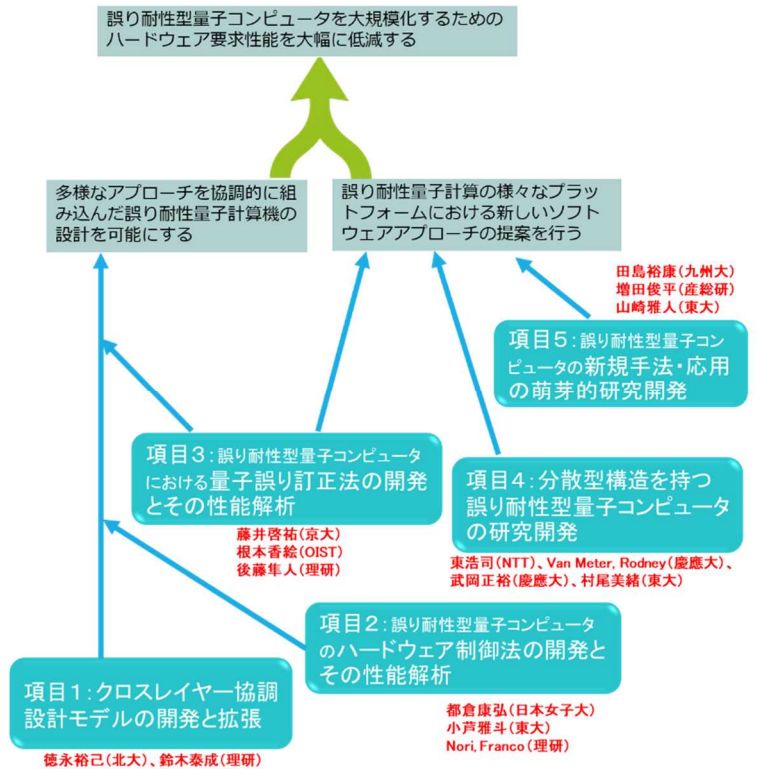 誤り耐性型量子コンピュータを大規模化するための
ハードウェア要求性能を大幅に低減する
多様なアプローチを協調的に組
み込んだ誤り耐性量子計算機の
設計を可能にする
誤り耐性量子計算の様々なプラッ
トフォームにおける新しいソフト
ウェアアプローチの提案を行う
田島裕康(九州大)
増田俊平(産総研)
山崎雅人(東大)
項目5:誤り耐性型量子コン
ピュータの新規手法・応用
の萌芽的研究開発
項目3:誤り耐性型量子コンピュータ
における量子誤り訂正法の開発
とその性能解析
藤井啓祐(京大)
根本香絵(OIST)
後藤隼人(理研)
項目4:分散型構造を持つ
誤り耐性型量子コンピュータ
の研究開発
東浩司(NTT)、Van Meter, Rodney(慶應大)、
武岡正裕(慶應大)、村尾美緒(東大)
項目2:誤り耐性型量子コンピュータ
のハードウェア制御法の開発と
その性能解析
都倉康弘(日本女子大)
小芦雅斗(東大)
Nori, Franco(理研)
項目1:クロスレイヤー協調
設計モデルの開発と拡張
徳永裕己(北大)、鈴木泰成(理研)